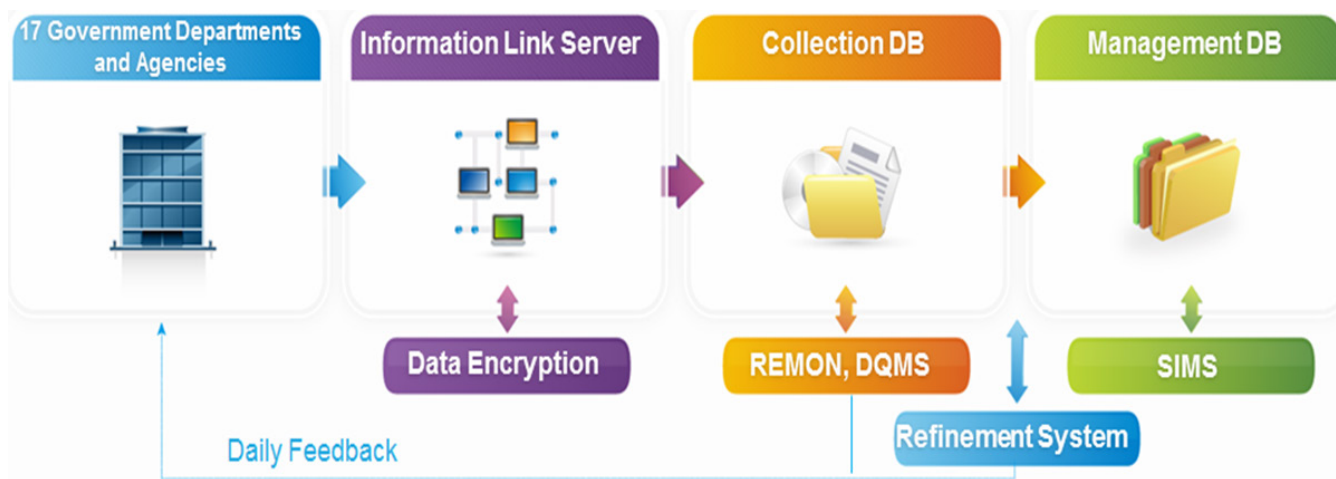 17 Government Departments
and Agencies
Information Link Server
Collection DB
Management DB
Data Encryption
REMON, DQMS
SIMS
Refinement System
Daily Feedback